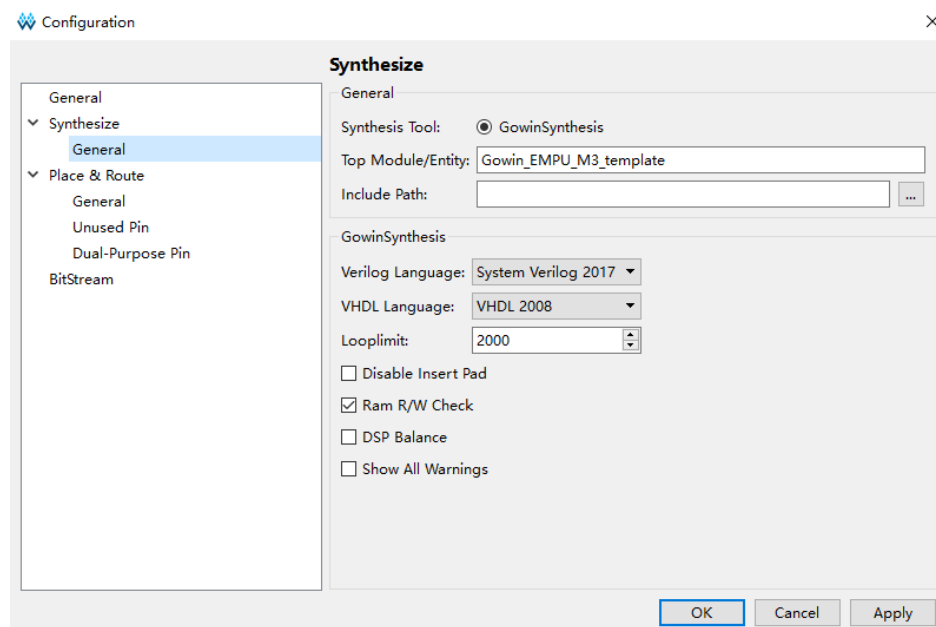 Configuration
General
Synthesize
General
Place & Route
General
Unused Pin
Dual-Purpose Pin
BitStream
Synthesize
General
Synthesis Tool: GowinSynthesis
Top Module/Entity: Gowin_EMPU_M3_template
Include Path: ...
GowinSynthesis
Verilog Language: System Verilog 2017
VHDL Language: VHDL 2008
Looplimit: 2000
Disable Insert Pad
Ram R/W Check
DSP Balance
Show All Warnings
OK Cancel Apply